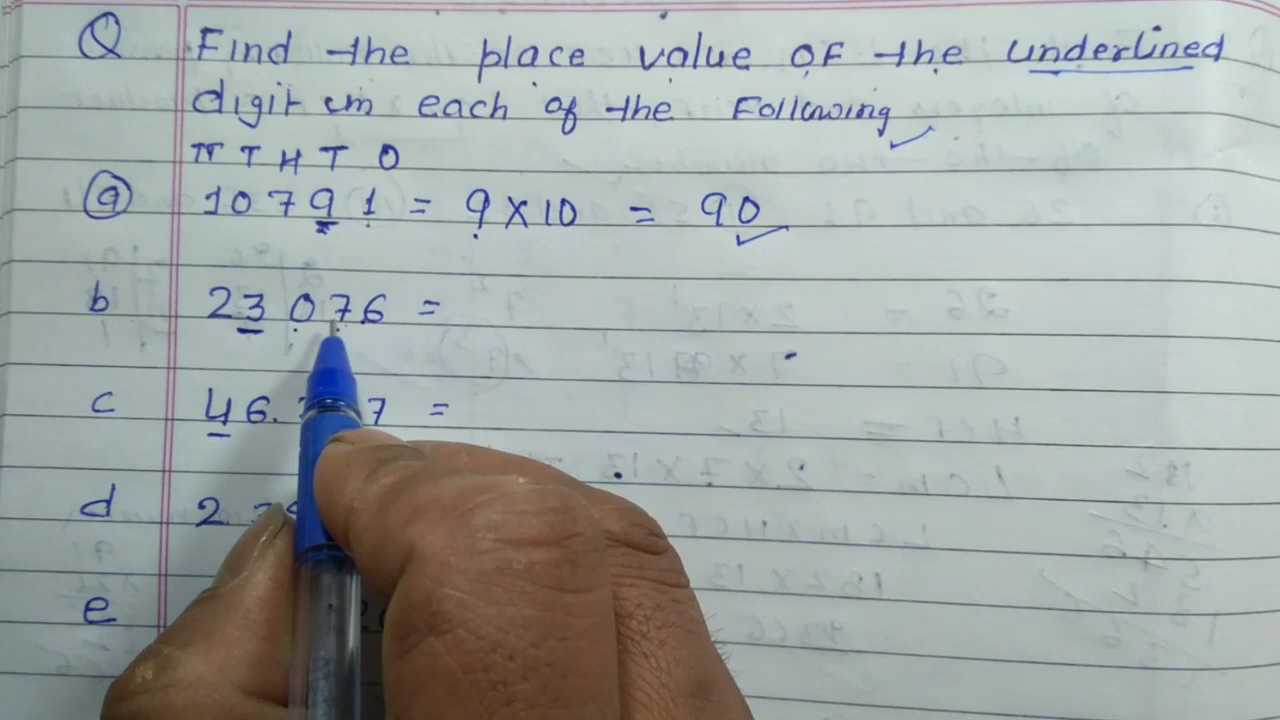 Q Find the place value OF the underlined
digit in each of the Following
TT T H T O
a 10791 = 9 X 10 = 90
b 23076 =
c 46. 7 =
d 2
e